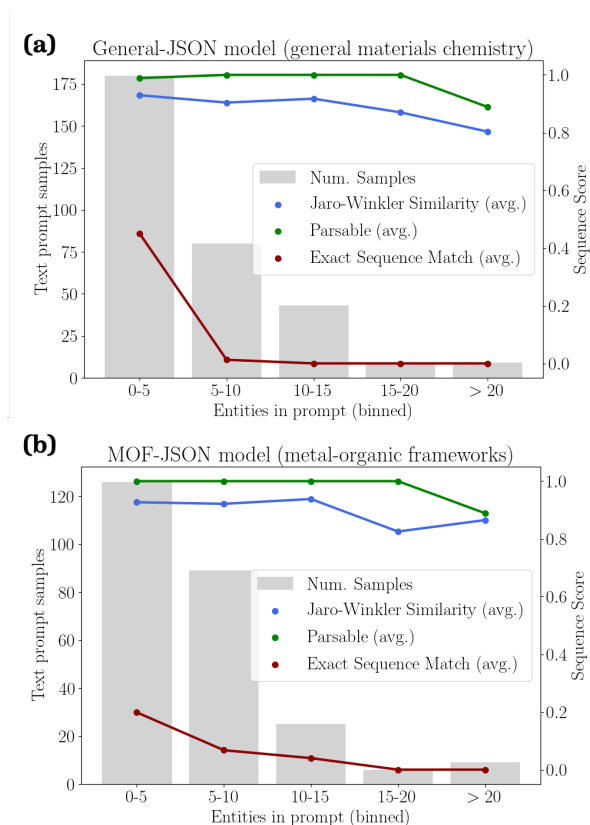 (a)
General-JSON model (general materials chemistry)
175
150
125
100
75
50
25
0
Text prompt samples
1.0
0.8
0.6
0.4
0.2
0.0
Sequence Score
Num. Samples
Jaro-Winkler Similarity (avg.)
Parsable (avg.)
Exact Sequence Match (avg.)
0-5 5-10 10-15 15-20 > 20
Entities in prompt (binned)
(b)
MOF-JSON model (metal-organic frameworks)
120
100
80
60
40
20
0
Text prompt samples
1.0
0.8
0.6
0.4
0.2
0.0
Sequence Score
Num. Samples
Jaro-Winkler Similarity (avg.)
Parsable (avg.)
Exact Sequence Match (avg.)
0-5 5-10 10-15 15-20 > 20
Entities in prompt (binned)